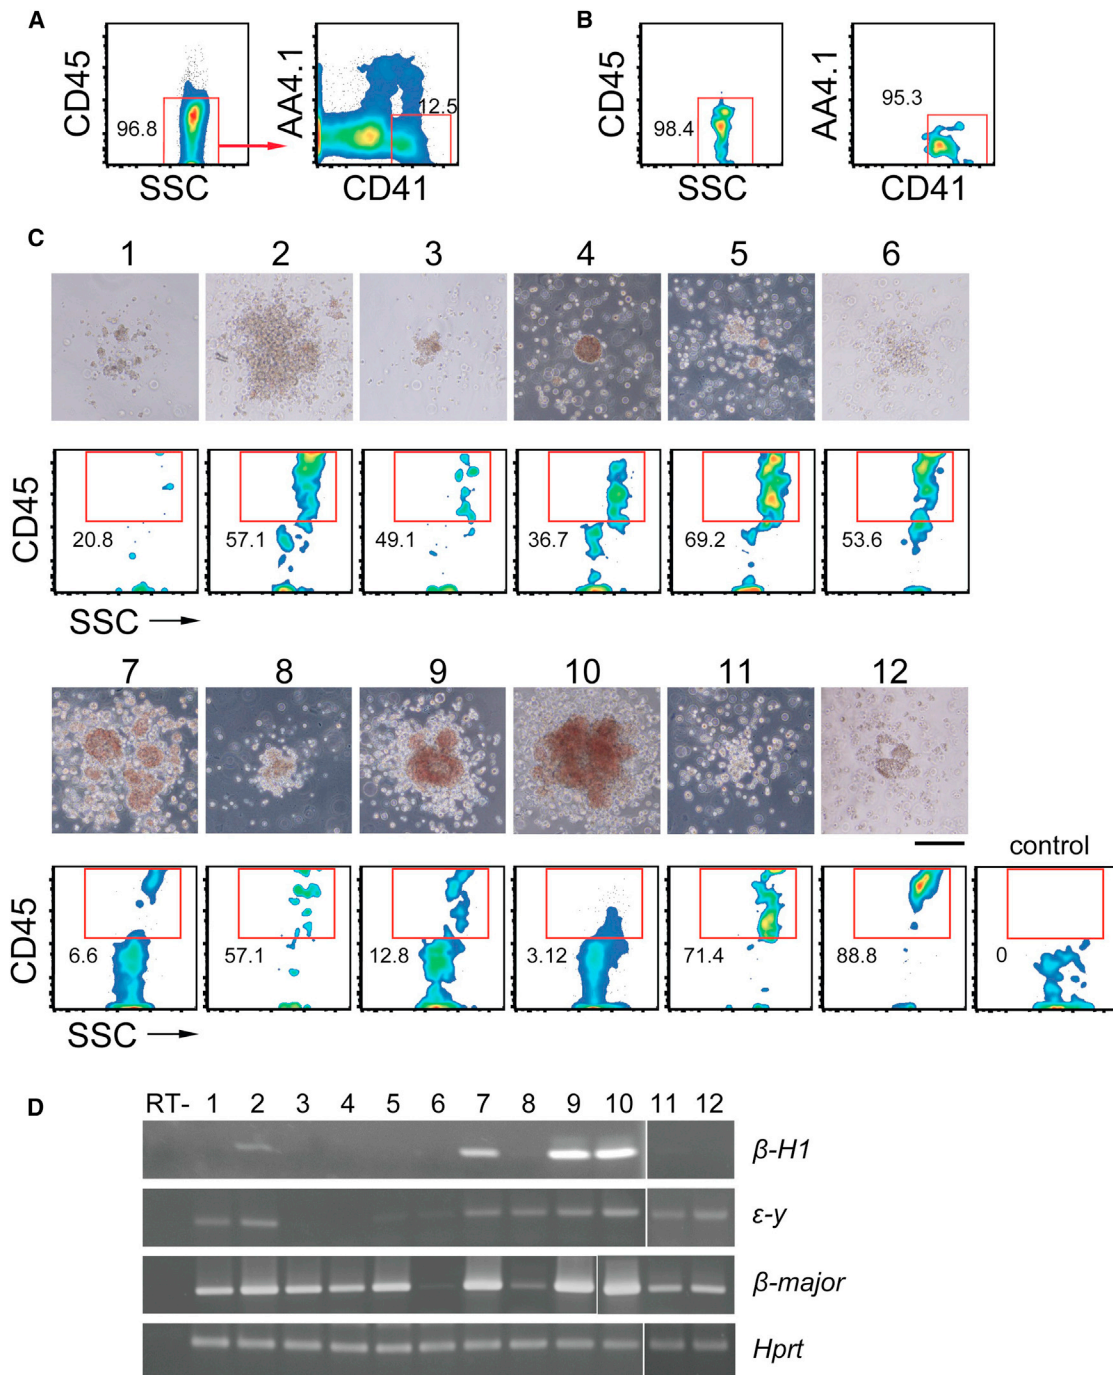 A
CD45
96.8
SSC
AA4.1
12.5
CD41
B
CD45
98.4
SSC
AA4.1
95.3
CD41
C
1 2 3 4 5 6
CD45
20.8 57.1 49.1 36.7 69.2 53.6
SSC
7 8 9 10 11 12
control
CD45
6.6 57.1 12.8 3.12 71.4 88.8 0
SSC
D
RT- 1 2 3 4 5 6 7 8 9 10 11 12
β-H1
ε-y
β-major
Hprt